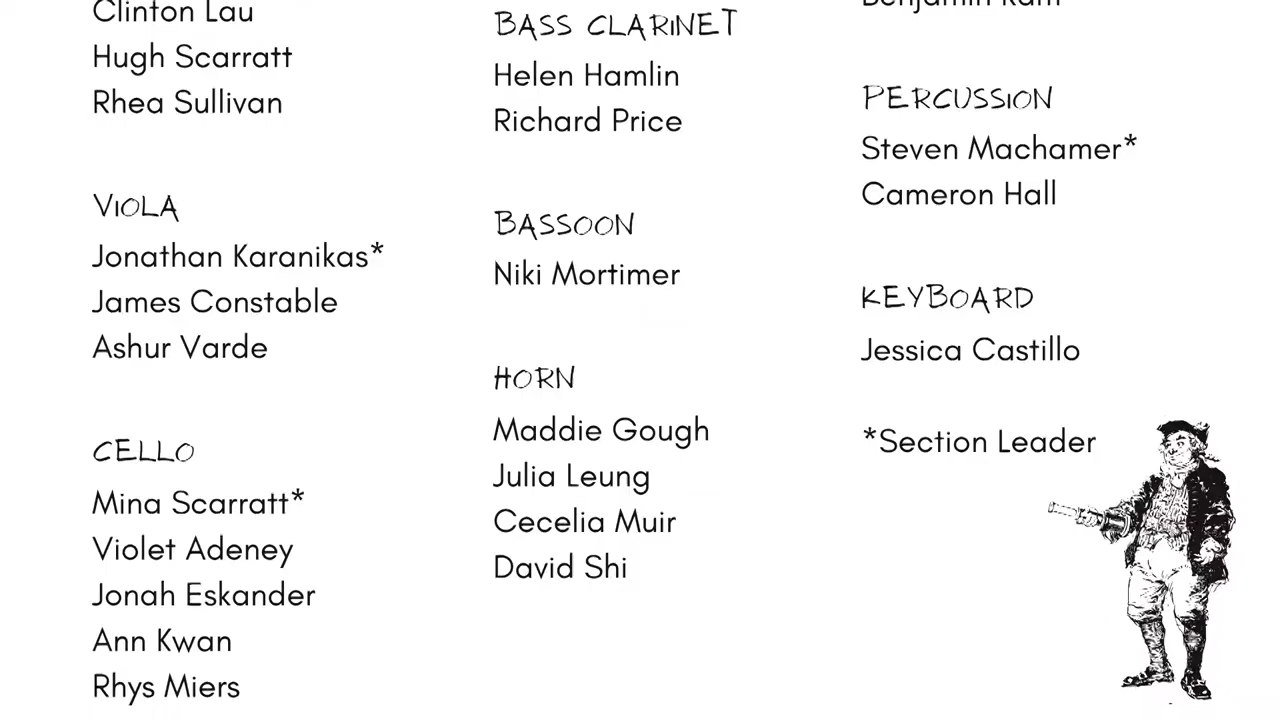 Clinton Lau
Hugh Scarratt
Rhea Sullivan
VIOLA
Jonathan Karanikas*
James Constable
Ashur Varde
CELLO
Mina Scarratt*
Violet Adeney
Jonah Eskander
Ann Kwan
Rhys Miers
BASS CLARINET
Helen Hamlin
Richard Price
BASSOON
Niki Mortimer
HORN
Maddie Gough
Julia Leung
Cecelia Muir
David Shi
PERCUSSION
Steven Machamer*
Cameron Hall
KEYBOARD
Jessica Castillo
*Section Leader